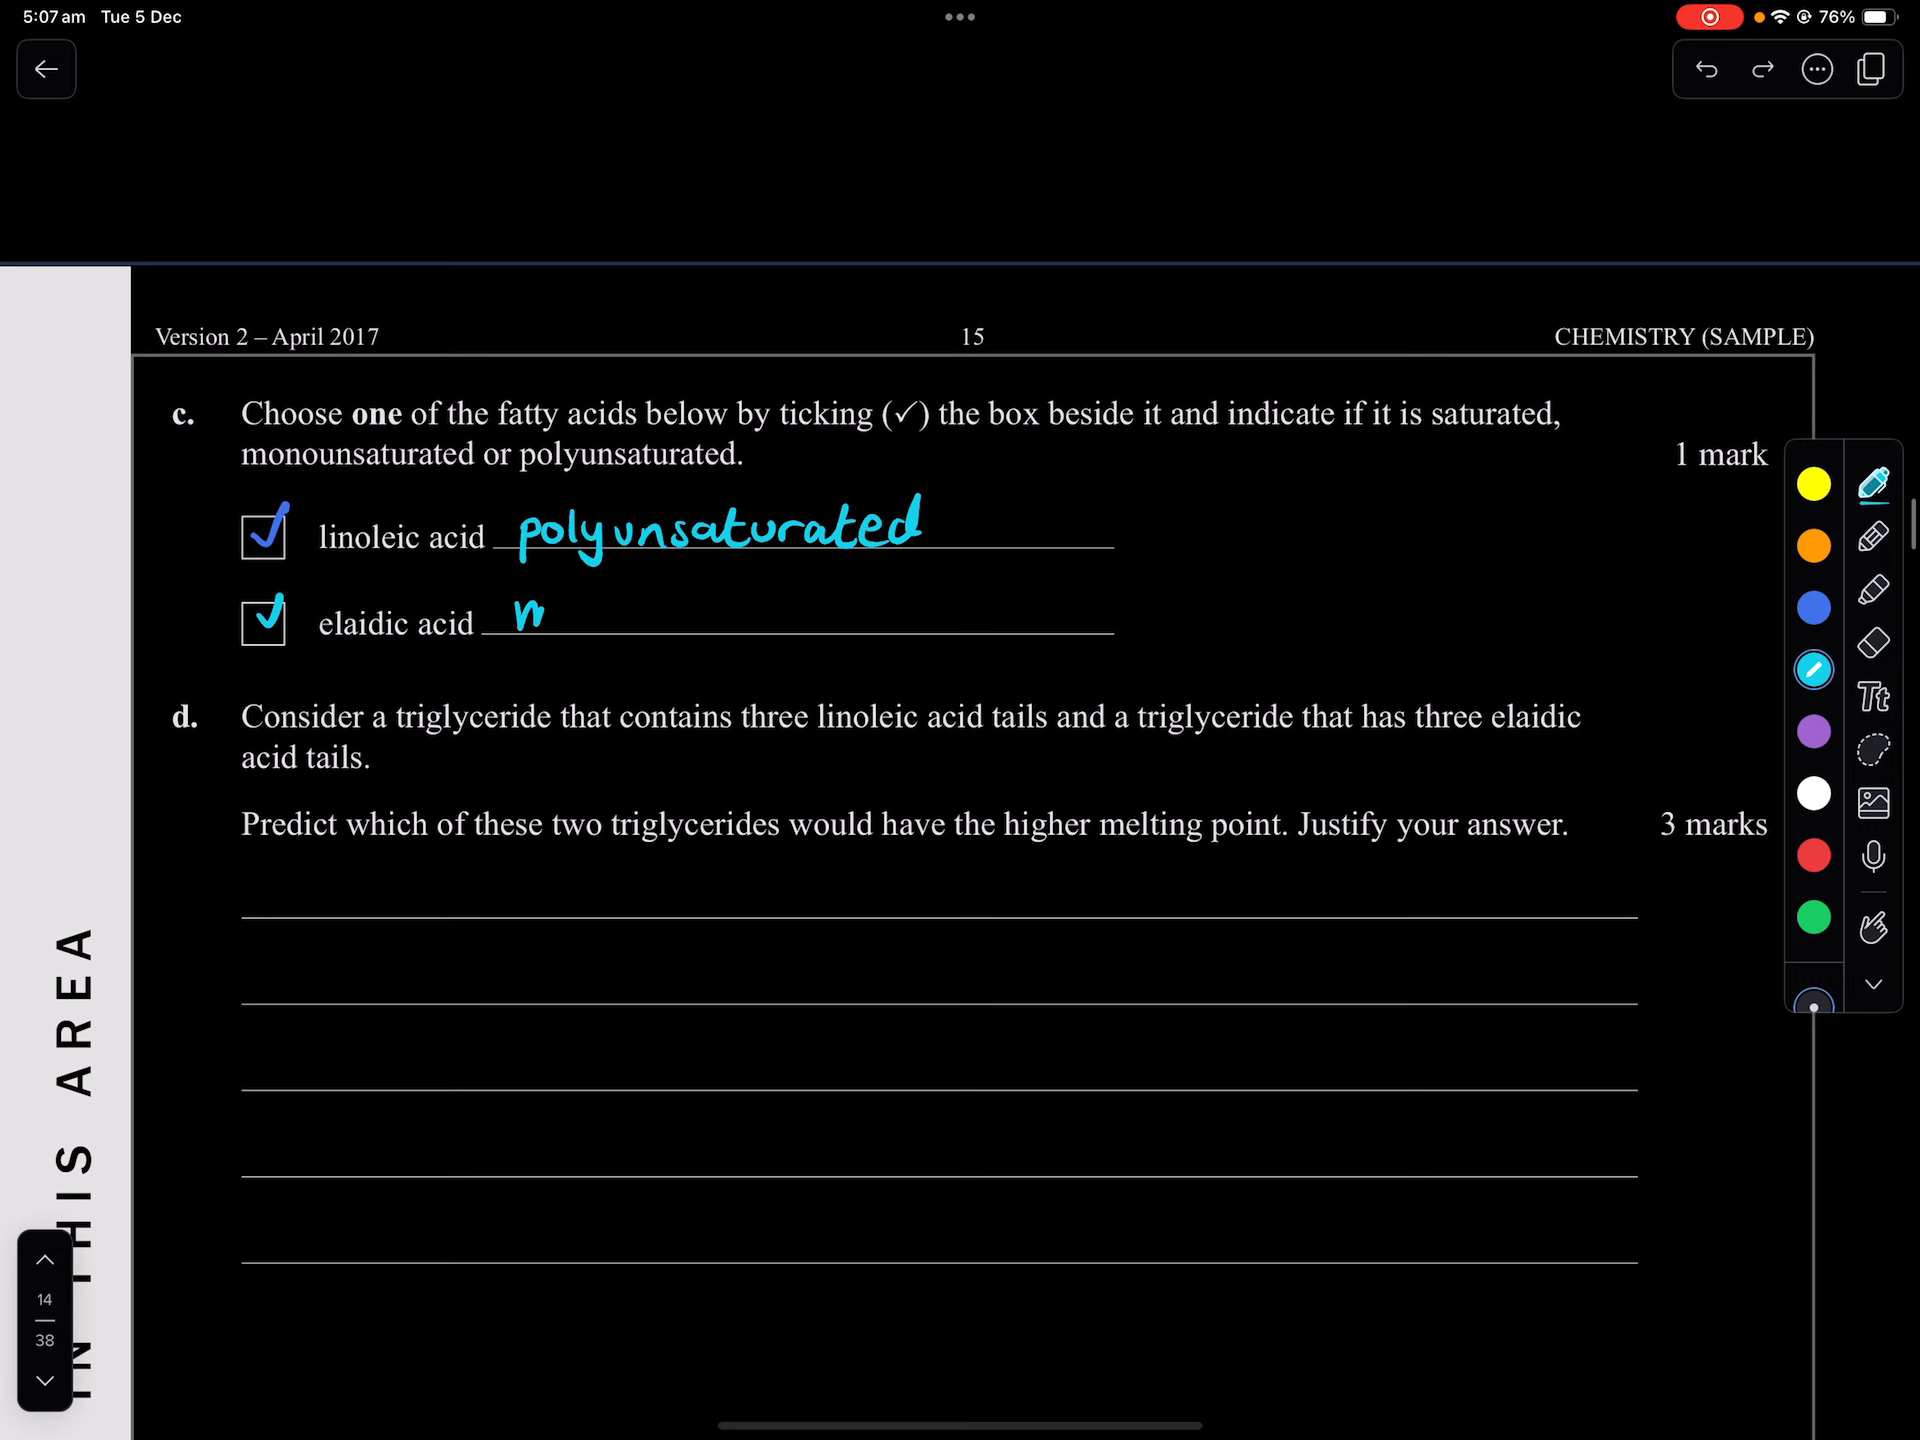 5:07 am Tue 5 Dec
76%
Version 2 – April 2017 15 CHEMISTRY (SAMPLE)
c. Choose one of the fatty acids below by ticking (✓) the box beside it and indicate if it is saturated,
monounsaturated or polyunsaturated. 1 mark
linoleic acid polyunsaturated
elaidic acid m
d. Consider a triglyceride that contains three linoleic acid tails and a triglyceride that has three elaidic
acid tails.
Predict which of these two triglycerides would have the higher melting point. Justify your answer. 3 marks
Tt
IN THIS AREA
14
38